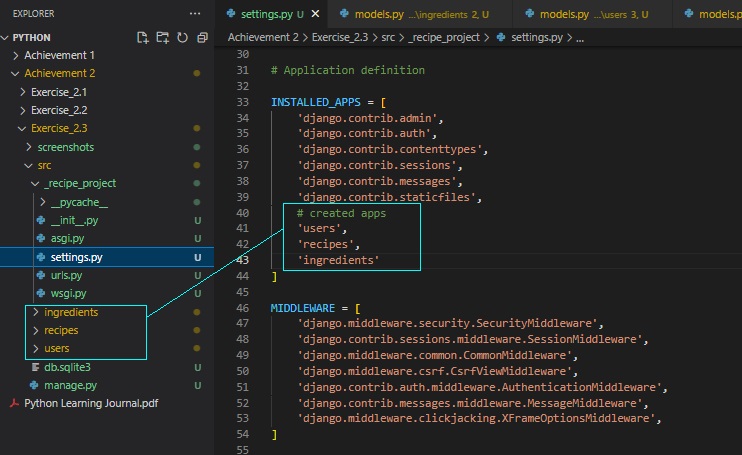 EXPLORER
PYTHON
Achievement 1
Achievement 2
Exercise_2.1
Exercise_2.2
Exercise_2.3
screenshots
src
_recipe_project
__pycache__
__init__.py U
asgi.py U
settings.py U
urls.py U
wsgi.py U
ingredients
recipes
users
db.sqlite3 U
manage.py U
Python Learning Journal.pdf
settings.py U
models.py ...\ingredients 2, U
models.py ...\users 3, U
models.p
Achievement 2 > Exercise_2.3 > src > _recipe_project > settings.py > ...
30
31 # Application definition
32
33 INSTALLED_APPS = [
34 'django.contrib.admin',
35 'django.contrib.auth',
36 'django.contrib.contenttypes',
37 'django.contrib.sessions',
38 'django.contrib.messages',
39 'django.contrib.staticfiles',
40 # created apps
41 'users',
42 'recipes',
43 'ingredients'
44 ]
45
46 MIDDLEWARE = [
47 'django.middleware.security.SecurityMiddleware',
48 'django.contrib.sessions.middleware.SessionMiddleware',
49 'django.middleware.common.CommonMiddleware',
50 'django.middleware.csrf.CsrfViewMiddleware',
51 'django.contrib.auth.middleware.AuthenticationMiddleware',
52 'django.contrib.messages.middleware.MessageMiddleware',
53 'django.middleware.clickjacking.XFrameOptionsMiddleware',
54 ]
55